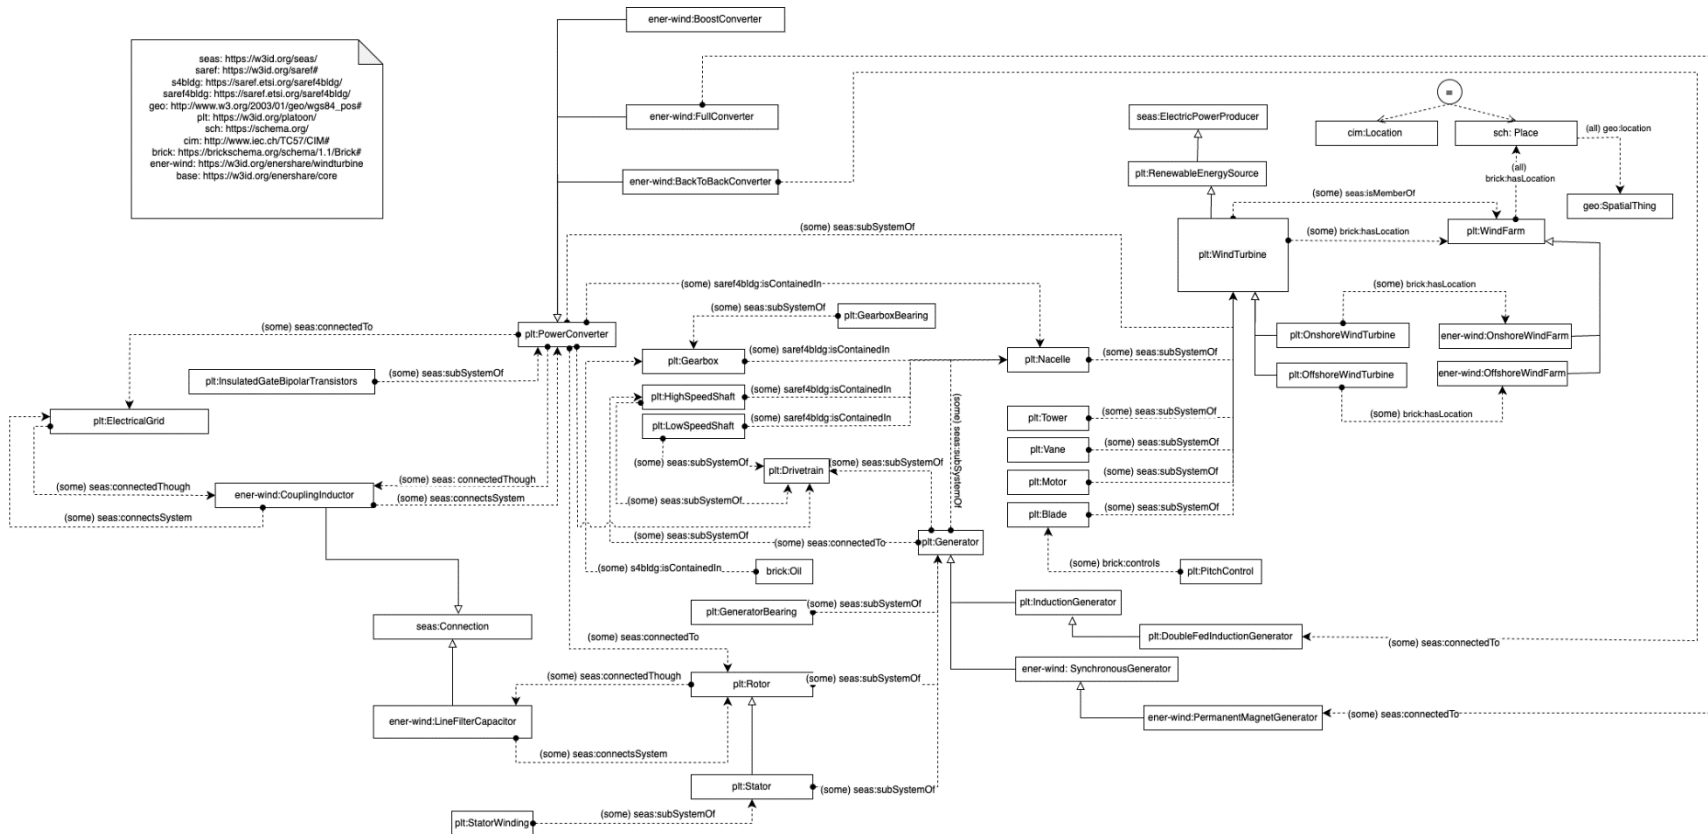 ener-wind:BoostConverter
seas: https://w3id.org/seas/
saref: https://w3id.org/saref#
s4bldg: https://saref.etsi.org/saref4bldg/
saref4bldg: https://saref.etsi.org/saref4bldg/
geo: http://www.w3.org/2003/01/geo/wgs84_pos#
plt: https://w3id.org/platoon/
sch: https://schema.org/
cim: http://www.iec.ch/TC57/CIM#
brick: https://brickschema.org/schema/1.1/Brick#
ener-wind: https://w3id.org/enershare/windturbine
base: https://w3id.org/enershare/core
=
ener-wind:FullConverter
seas:ElectricPowerProducer
cim:Location
sch: Place
(all) geo:location
ener-wind:BackToBackConverter
plt:RenewableEnergySource
(all)
brick:hasLocation
(some) seas:isMemberOf
geo:SpatialThing
(some) seas:subSystemOf
plt:WindTurbine
(some) brick:hasLocation
plt:WindFarm
(some) saref4bldg:isContainedIn
(some) brick:hasLocation
(some) seas:subSystemOf
plt:GearboxBearing
(some) seas:connectedTo
plt:PowerConverter
plt:OnshoreWindTurbine
ener-wind:OnshoreWindFarm
plt:Gearbox
(some) saref4bldg:isContainedIn
plt:Nacelle
(some) seas:subSystemOf
plt:InsulatedGateBipolarTransistors
(some) seas:subSystemOf
plt:OffshoreWindTurbine
ener-wind:OffshoreWindFarm
plt:HighSpeedShaft
(some) saref4bldg:isContainedIn
plt:ElectricalGrid
plt:LowSpeedShaft
(some) saref4bldg:isContainedIn
(some) seas:subSystemOf
plt:Tower
(some) seas:subSystemOf
(some) brick:hasLocation
plt:Vane
(some) seas:subSystemOf
(some) seas:subSystemOf
plt:Drivetrain
(some) seas:subSystemOf
(some) seas:connectedThough
ener-wind:CouplingInductor
(some) seas: connectedThough
(some) seas:connectsSystem
(some) seas:subSystemOf
plt:Motor
(some) seas:subSystemOf
(some) seas:connectsSystem
plt:Blade
(some) seas:subSystemOf
(some) seas:subSystemOf
(some) seas:connectedTo
plt:Generator
(some) s4bldg:isContainedIn
brick:Oil
(some) brick:controls
plt:PitchControl
plt:GeneratorBearing
(some) seas:subSystemOf
plt:InductionGenerator
seas:Connection
(some) seas:connectedTo
plt:DoubleFedInductionGenerator
(some) seas:connectedTo
ener-wind: SynchronousGenerator
(some) seas:connectedThough
plt:Rotor
(some) seas:subSystemOf
ener-wind:LineFilterCapacitor
ener-wind:PermanentMagnetGenerator
(some) seas:connectedTo
(some) seas:connectsSystem
plt:Stator
(some) seas:subSystemOf
plt:StatorWinding
(some) seas:subSystemOf